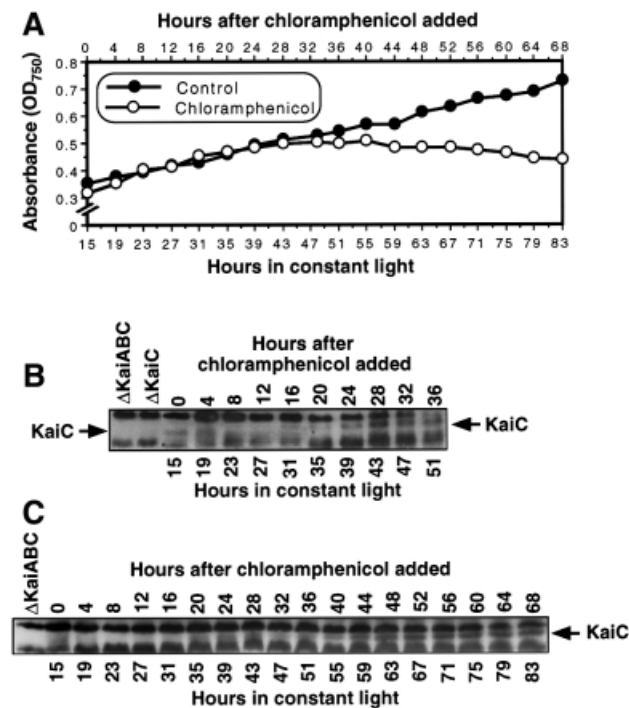 A
Hours after chloramphenicol added
0 4 8 12 16 20 24 28 32 36 40 44 48 52 56 60 64 68
Absorbance (OD750)
0.8
0.7
0.6
0.5
0.4
0.3
0
Control
Chloramphenicol
15 19 23 27 31 35 39 43 47 51 55 59 63 67 71 75 79 83
Hours in constant light
B
ΔKaiABC
ΔKaiC
Hours after
chloramphenicol added
0 4 8 12 16 20 24 28 32 36
KaiC
KaiC
15 19 23 27 31 35 39 43 47 51
Hours in constant light
C
ΔKaiABC
Hours after chloramphenicol added
0 4 8 12 16 20 24 28 32 36 40 44 48 52 56 60 64 68
KaiC
15 19 23 27 31 35 39 43 47 51 55 59 63 67 71 75 79 83
Hours in constant light